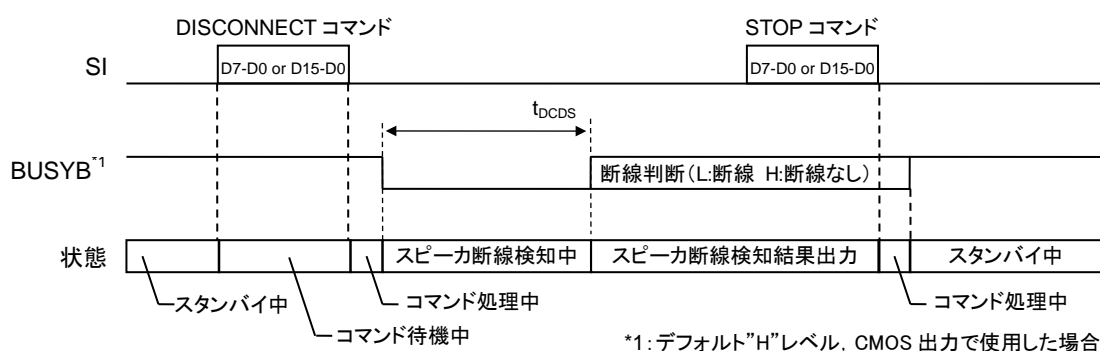 DISCONNECT コマンド
STOP コマンド
SI
D7-D0 or D15-D0
D7-D0 or D15-D0
tDCDS
BUSYB*1
断線判断(L:断線 H:断線なし)
状態
スピーカ断線検知中
スピーカ断線検知結果出力
スタンバイ中
スタンバイ中
コマンド処理中
コマンド処理中
コマンド待機中
*1:デフォルト”H”レベル, CMOS 出力で使用した場合